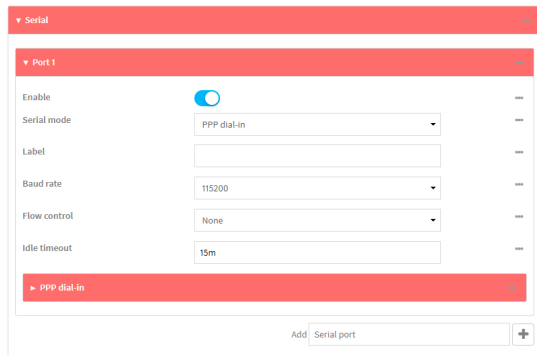 ▼ Serial
▼ Port 1
Enable
Serial mode PPP dial-in
Label
Baud rate 115200
Flow control None
Idle timeout 15m
► PPP dial-in
Add Serial port